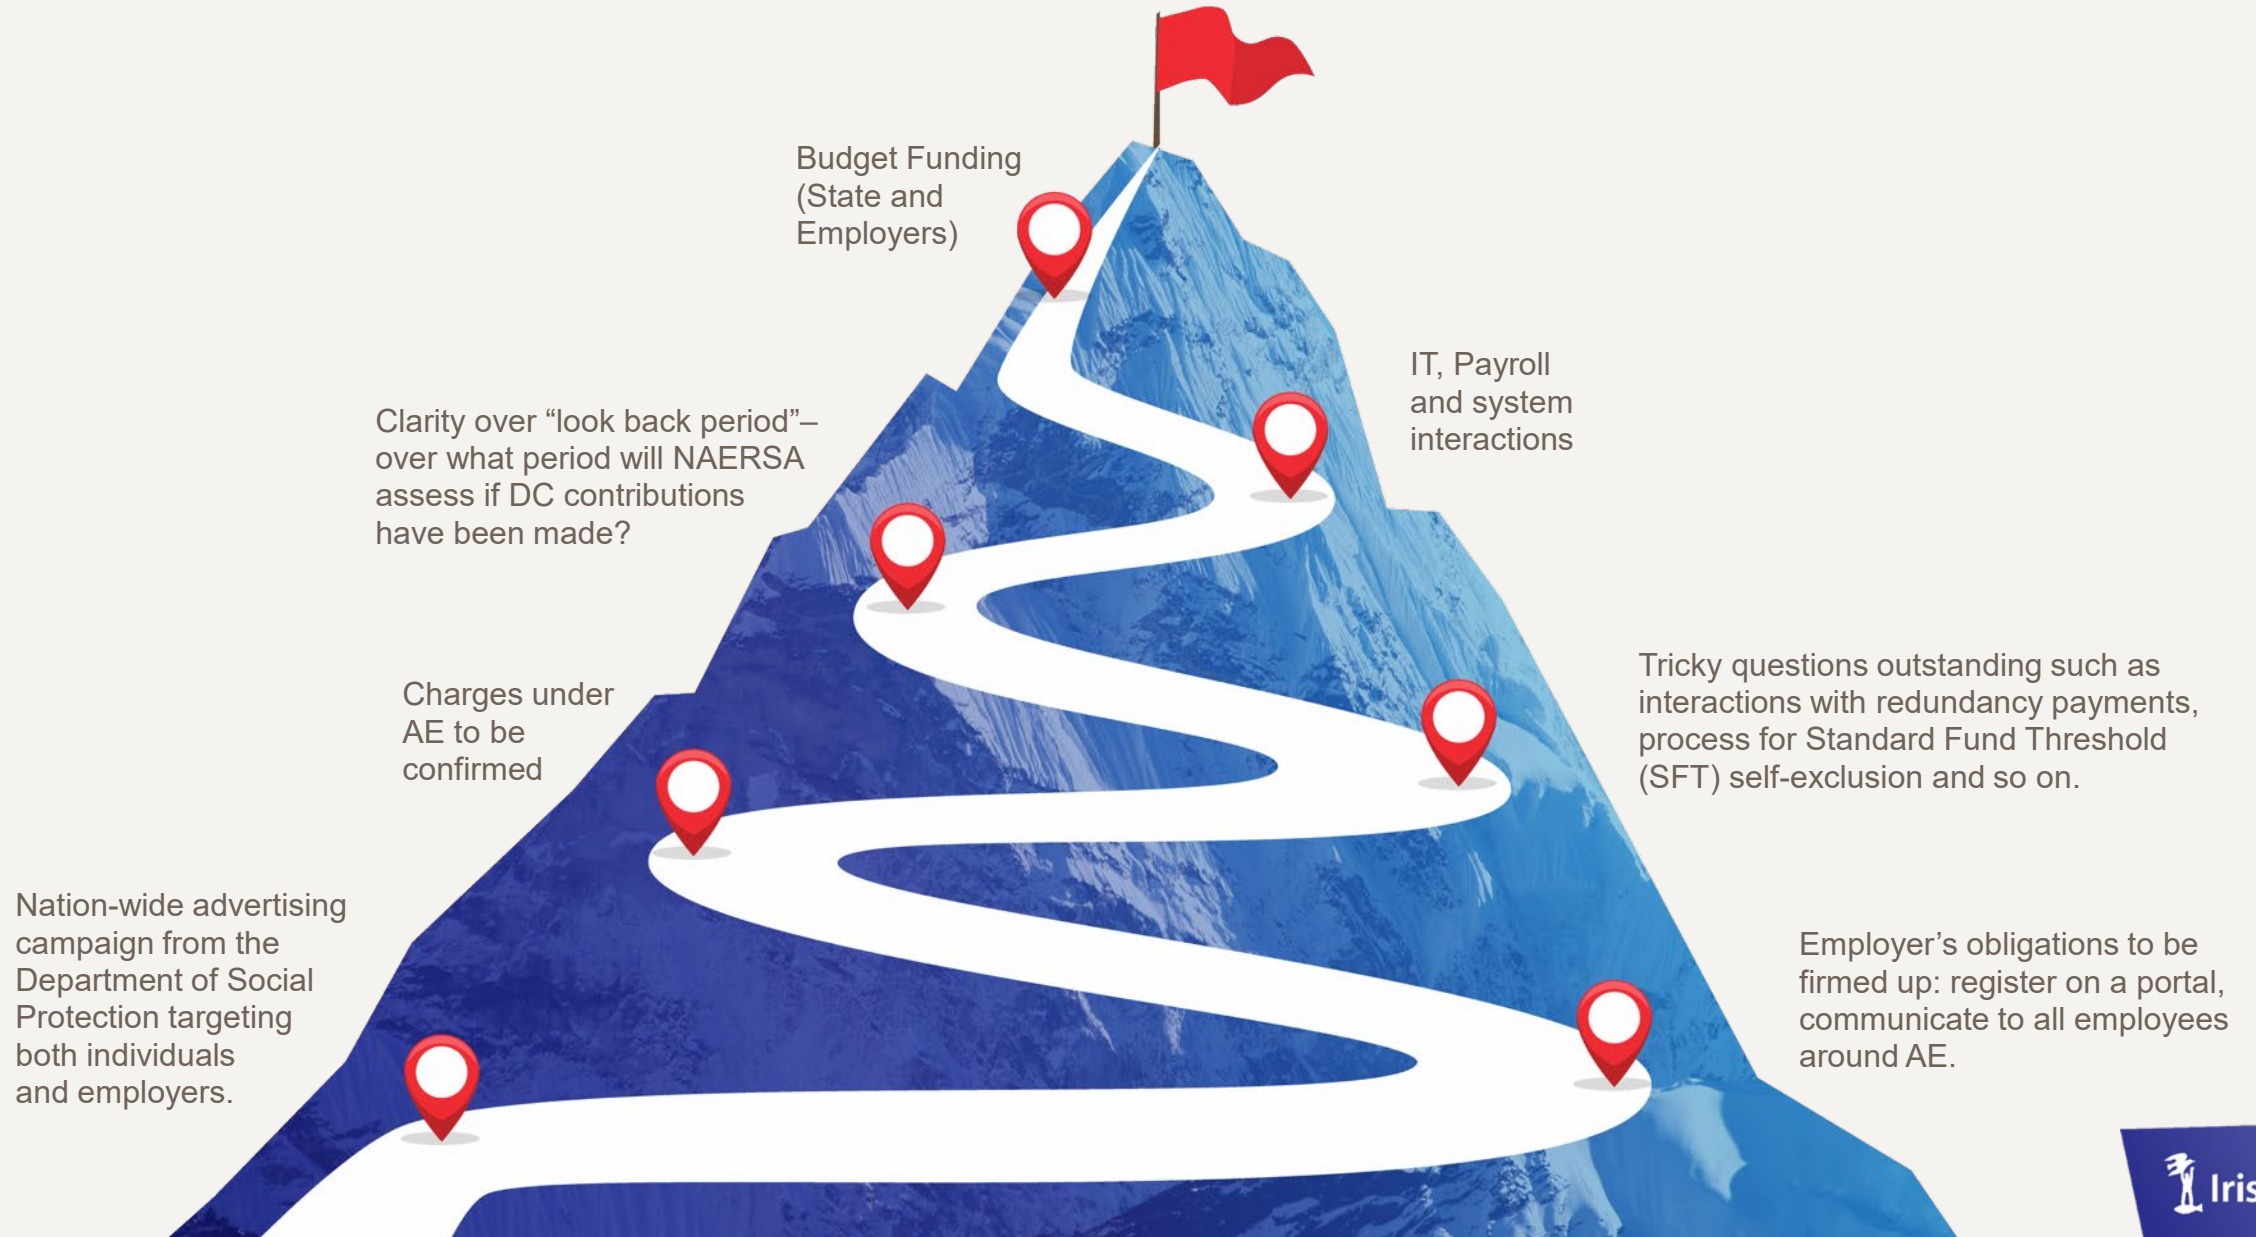 Budget Funding
(State and
Employers)
IT, Payroll
and system
interactions
Clarity over “look back period”–
over what period will NAERSA
assess if DC contributions
have been made?
Tricky questions outstanding such as
interactions with redundancy payments,
process for Standard Fund Threshold
(SFT) self-exclusion and so on.
Charges under
AE to be
confirmed
Nation-wide advertising
campaign from the
Department of Social
Protection targeting
both individuals
and employers.
Employer’s obligations to be
firmed up: register on a portal,
communicate to all employees
around AE.